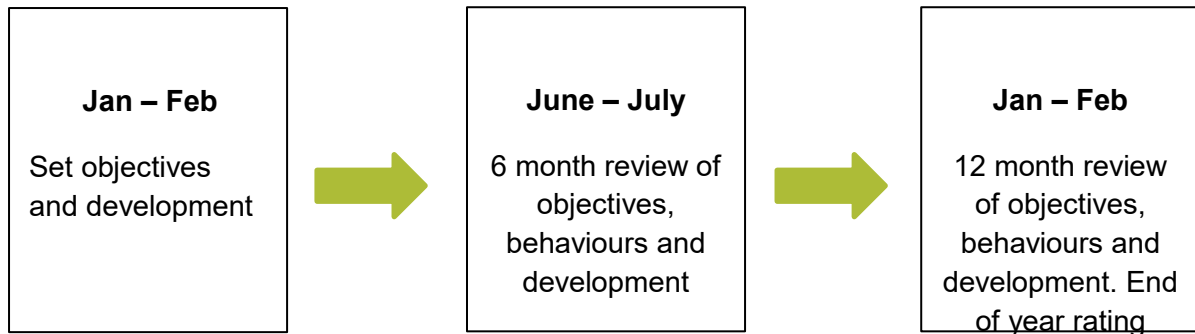 Jan – Feb
Set objectives
and development
June – July
6 month review of
objectives,
behaviours and
development
Jan – Feb
12 month review
of objectives,
behaviours and
development. End
of year rating